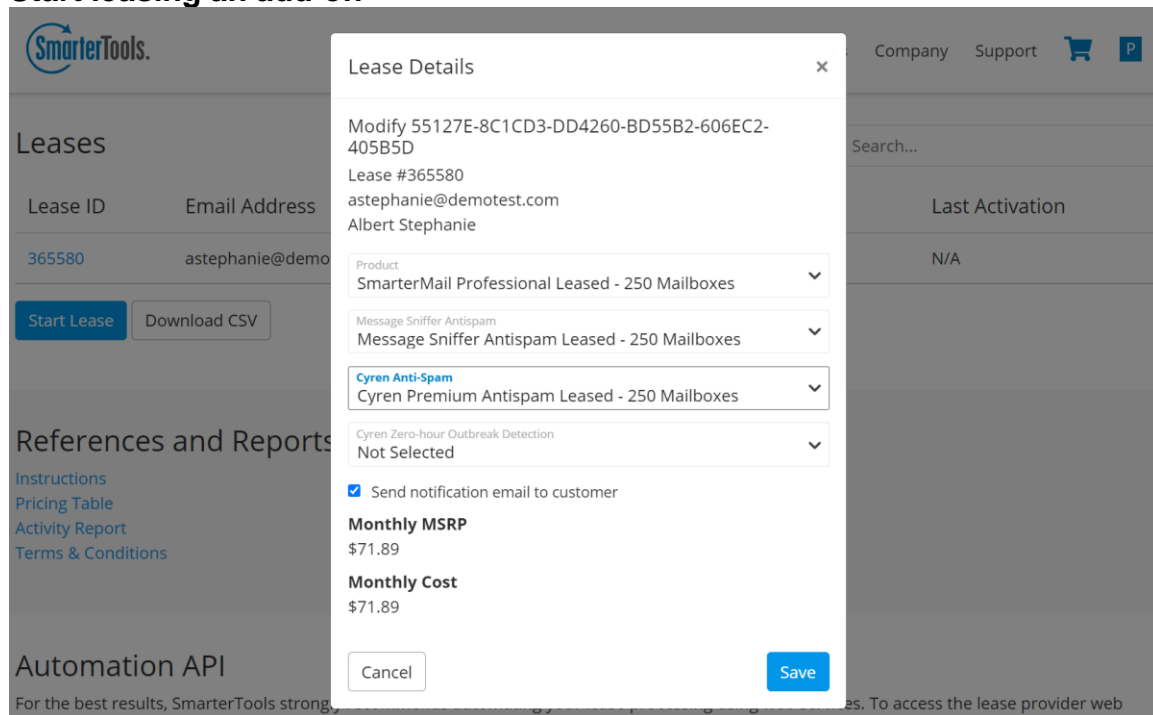 SmarterTools.
Company Support P
Leases
Search...
Lease ID Email Address Last Activation
365580 astephanie@demo N/A
Start Lease Download CSV
References and Reports
Instructions
Pricing Table
Activity Report
Terms & Conditions
Automation API
For the best results, SmarterTools strong es. To access the lease provider web
Lease Details ×
Modify 55127E-8C1CD3-DD4260-BD55B2-606EC2-
405B5D
Lease #365580
astephanie@demotest.com
Albert Stephanie
Product
SmarterMail Professional Leased - 250 Mailboxes
Message Sniffer Antispam
Message Sniffer Antispam Leased - 250 Mailboxes
Cyren Anti-Spam
Cyren Premium Antispam Leased - 250 Mailboxes
Cyren Zero-hour Outbreak Detection
Not Selected
Send notification email to customer
Monthly MSRP
$71.89
Monthly Cost
$71.89
Cancel Save